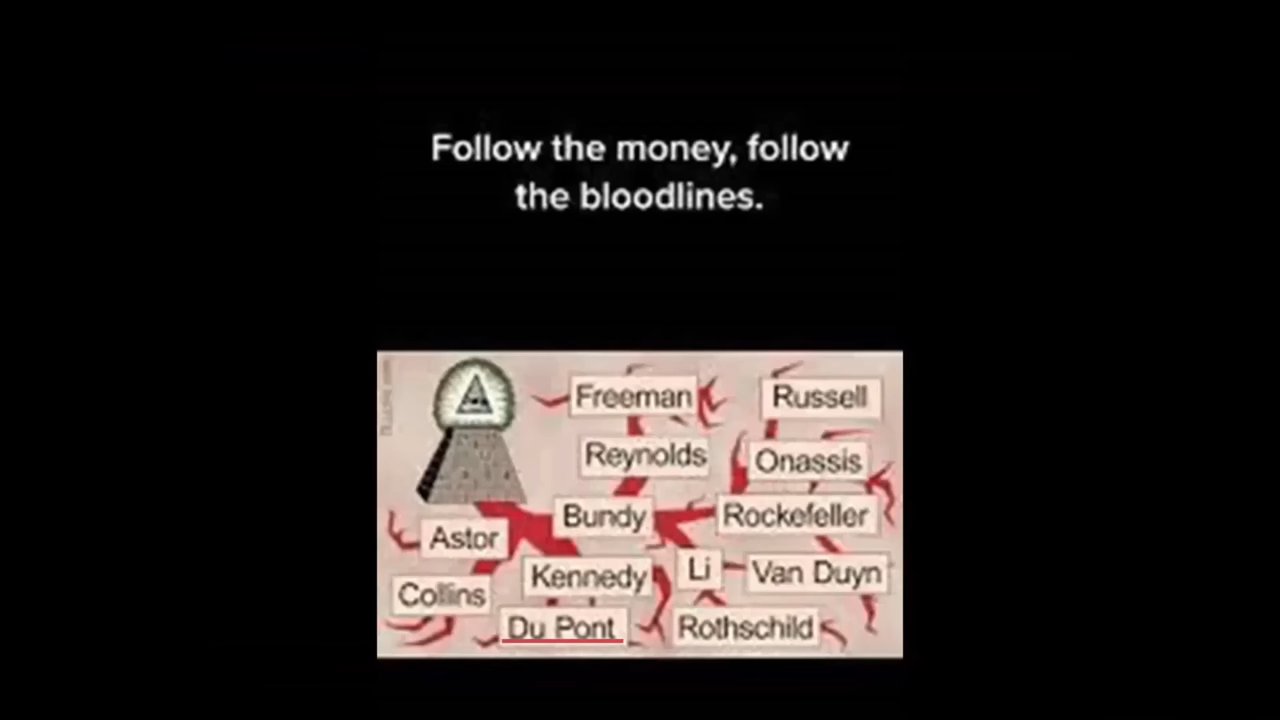 Follow the money, follow
the bloodlines.
Freeman
Russell
Reynolds
Onassis
Bundy
Rockefeller
Astor
Kennedy
Li
Van Duyn
Collins
Du Pont
Rothschild